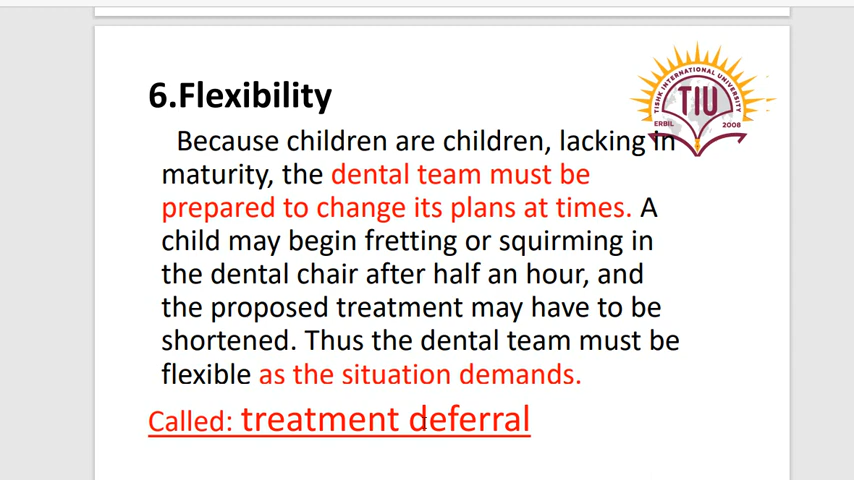 6.Flexibility
Because children are children, lacking in
maturity, the dental team must be
prepared to change its plans at times. A
child may begin fretting or squirming in
the dental chair after half an hour, and
the proposed treatment may have to be
shortened. Thus the dental team must be
flexible as the situation demands.
Called: treatment deferral
TISHK INTERNATIONAL UNIVERSITY
TIU
ERBIL 2008